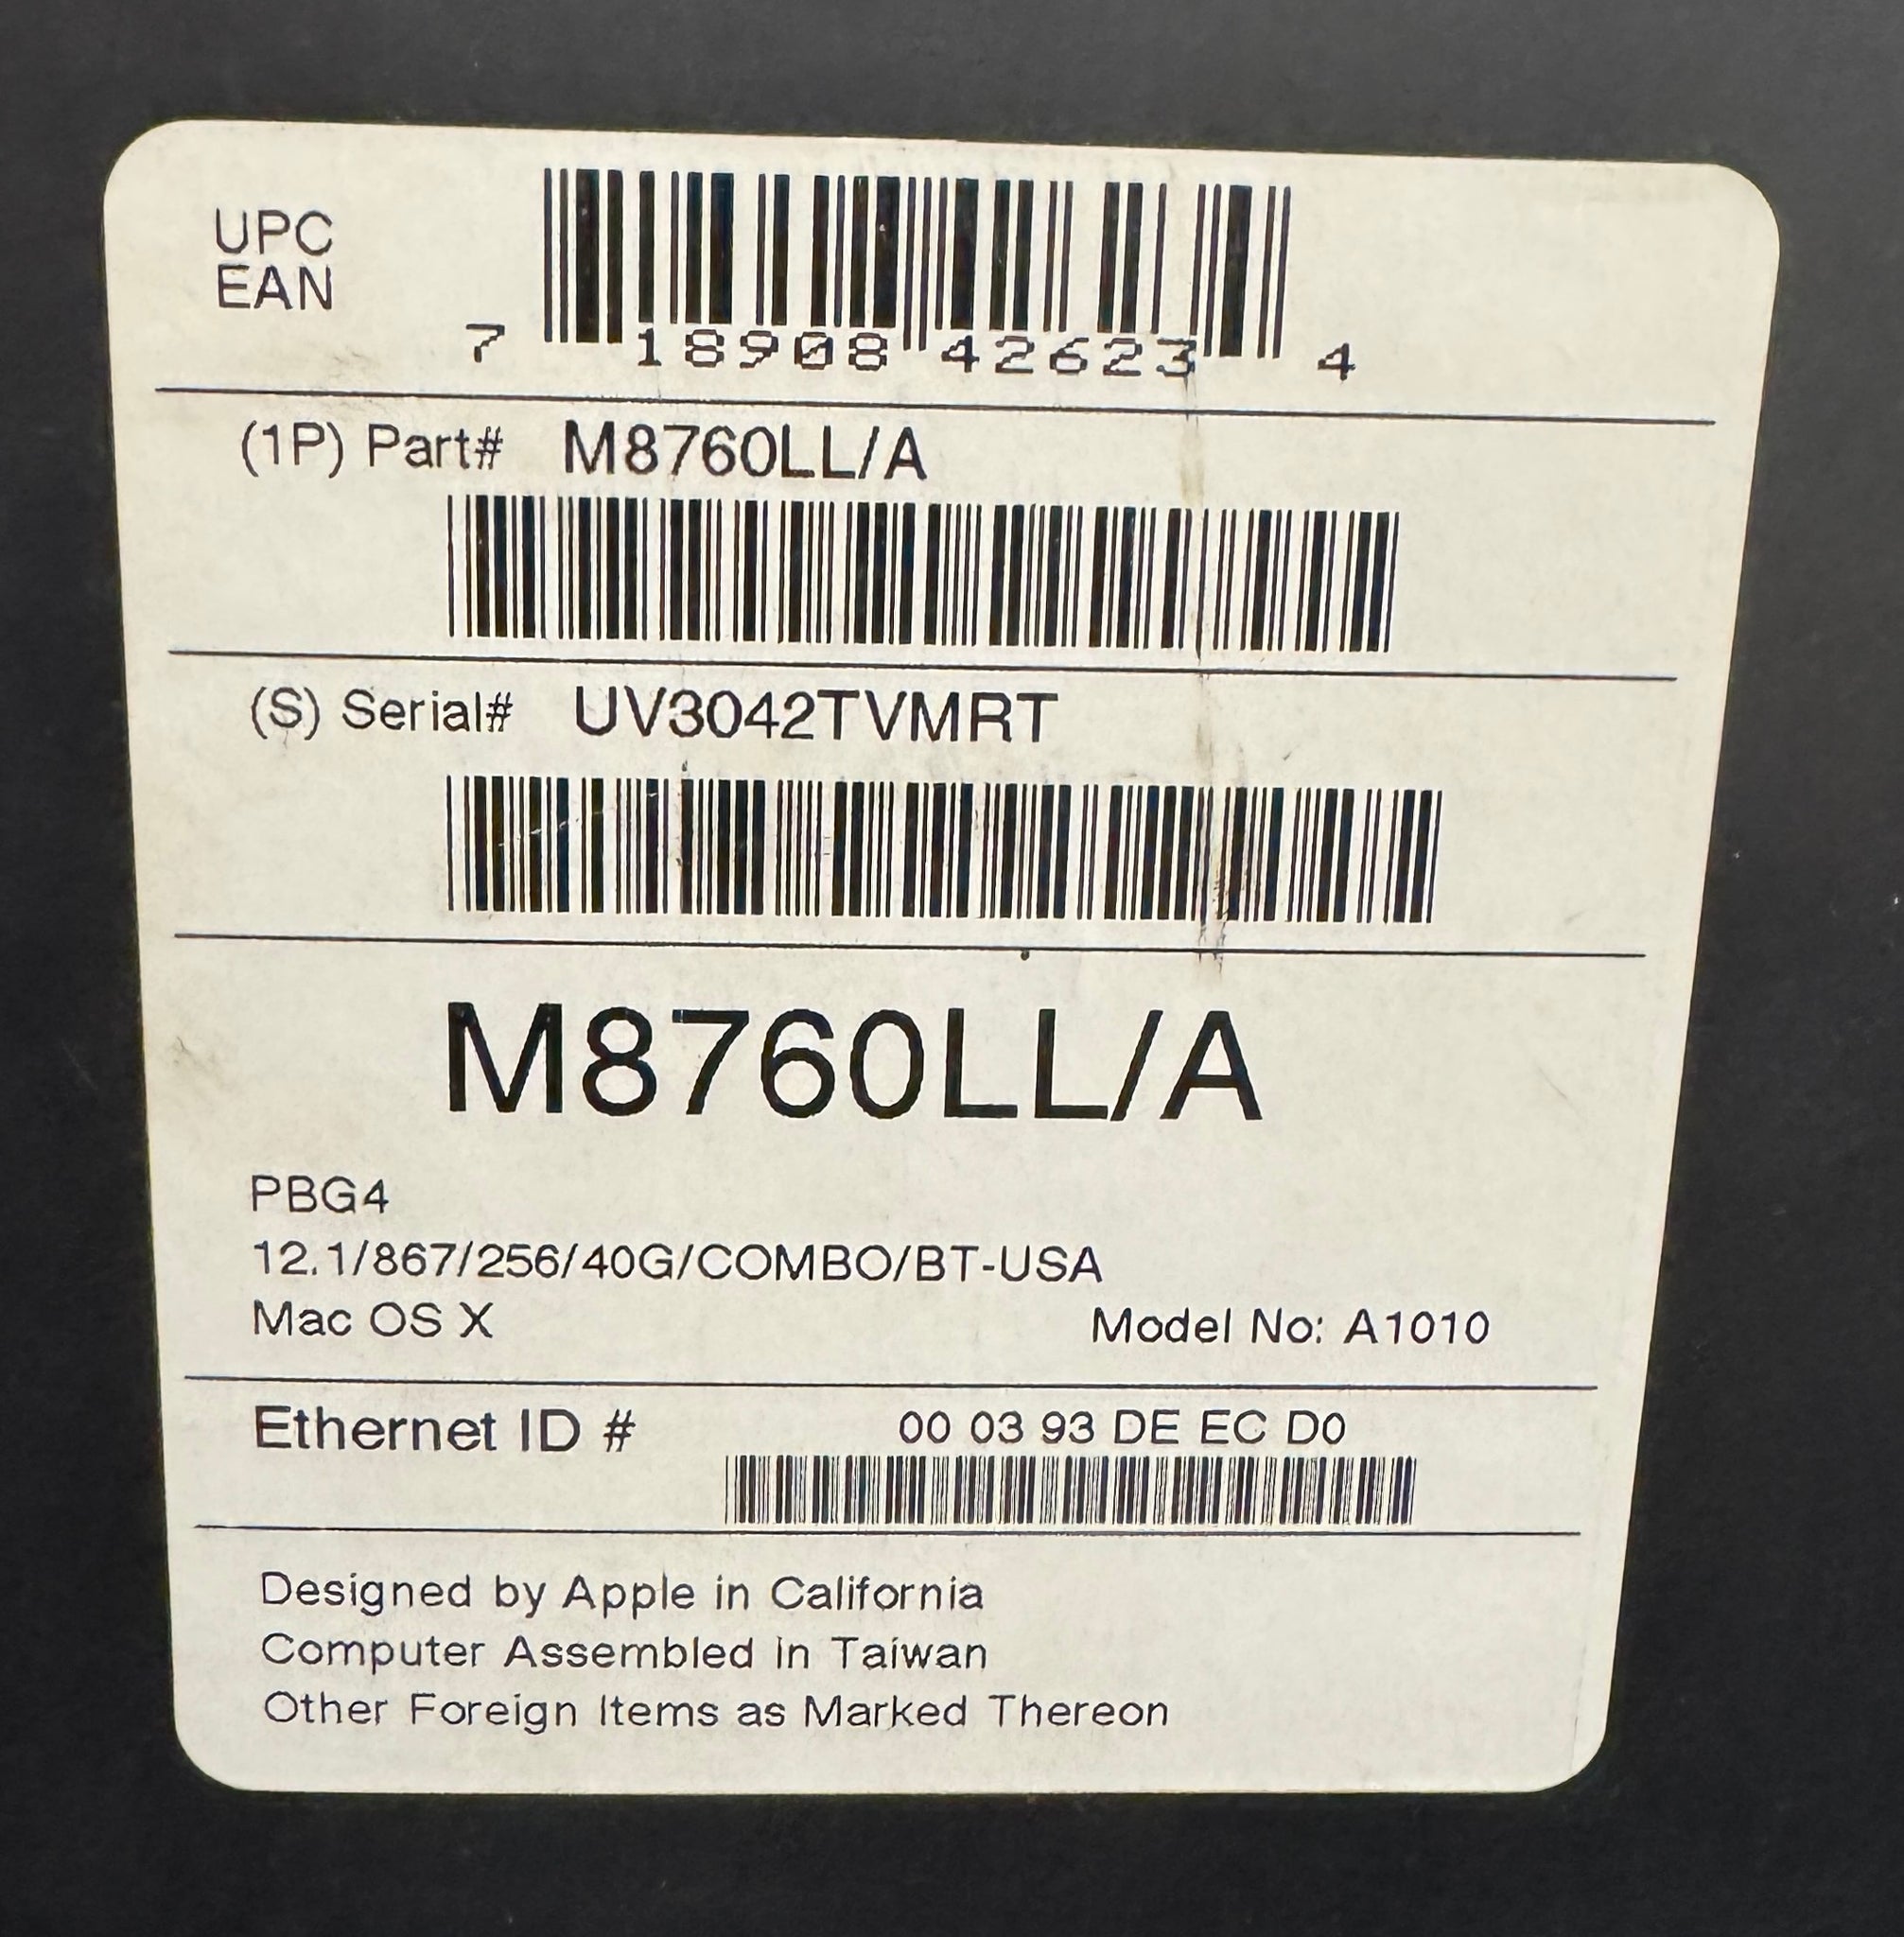 UPC
EAN
7 18908 42623 4
(1P) Part# M8760LL/A
(S) Serial# UV3042TVMRT
M8760LL/A
PBG4
12.1/867/256/40G/COMBO/BT-USA
Mac OS X Model No: A1010
Ethernet ID # 00 03 93 DE EC D0
Designed by Apple in California
Computer Assembled in Taiwan
Other Foreign Items as Marked Thereon